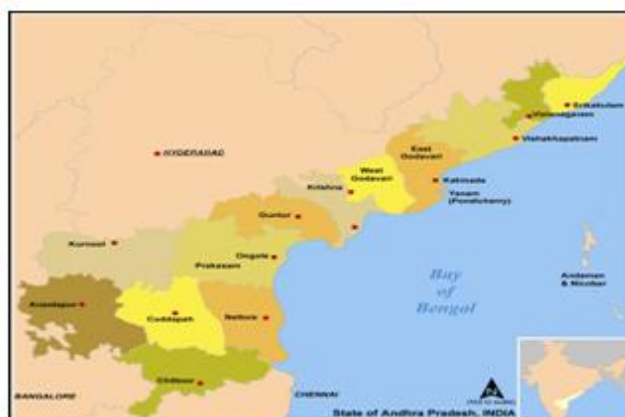 Srikakulam
Vizianagaram
Vishakhapatnam
HYDERABAD
East
Godavari
West
Godavari
Kakinada
Krishna
Yanam
(Pondicherry)
Guntur
Kurnool
Ongole
Prakasam
Andaman
& Nicobar
Bay
of
Bengal
Anantapur
Cuddapah
Nellore
Chittoor
BANGALORE
CHENNAI
State of Andhra Pradesh, INDIA